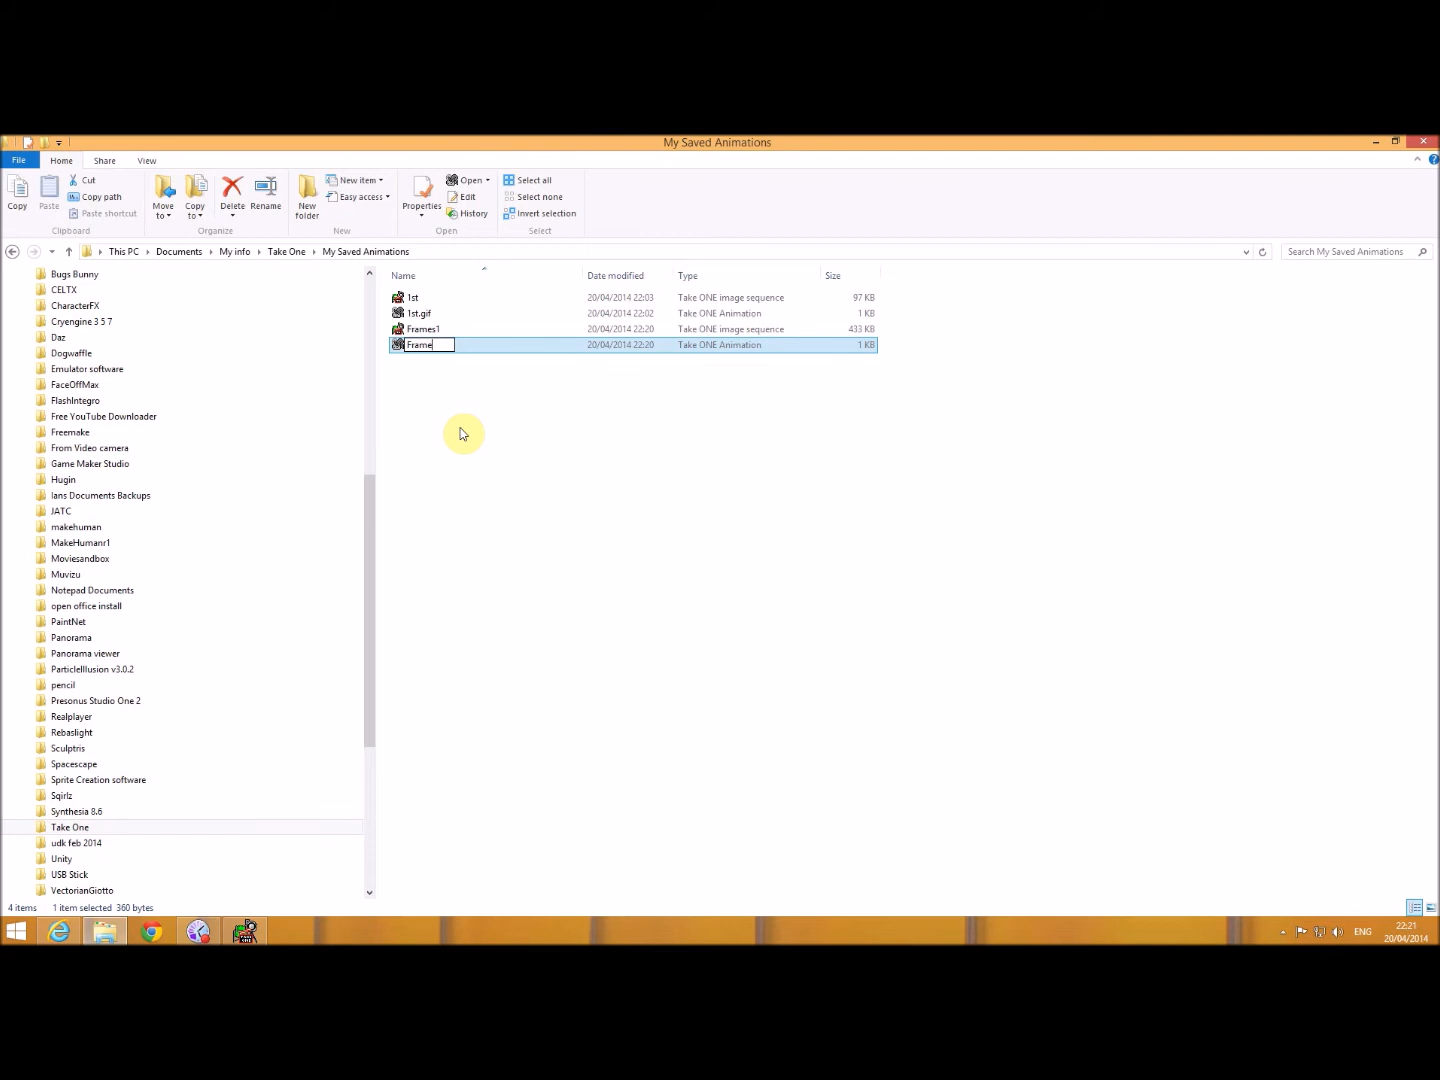 My Saved Animations
File Home Share View
Copy
Paste
Cut
Copy path
Paste shortcut
Clipboard
Move to
Copy to
Delete
Rename
Organize
New folder
New item
Easy access
New
Properties
Open
Edit
History
Open
Select all
Select none
Invert selection
Select
This PC Documents My info Take One My Saved Animations
Search My Saved Animations
Bugs Bunny
CELTX
CharacterFX
Cryengine 3 5 7
Daz
Dogwaffle
Emulator software
FaceOffMax
FlashIntegro
Free YouTube Downloader
Freemake
From Video camera
Game Maker Studio
Hugin
Ians Documents Backups
JATC
makehuman
MakeHumanr1
Moviesandbox
Muvizu
Notepad Documents
open office install
PaintNet
Panorama
Panorama viewer
ParticleIllusion v3.0.2
pencil
Presonus Studio One 2
Realplayer
Rebaslight
Sculptris
Spacescape
Sprite Creation software
Sqirlz
Synthesia 8.6
Take One
udk feb 2014
Unity
USB Stick
VectorianGiotto
Name Date modified Type Size
1st 20/04/2014 22:03 Take ONE image sequence 97 KB
1st.gif 20/04/2014 22:02 Take ONE Animation 1 KB
Frames1 20/04/2014 22:20 Take ONE image sequence 433 KB
Frame 20/04/2014 22:20 Take ONE Animation 1 KB
4 items 1 item selected 360 bytes
ENG
22:21
20/04/2014